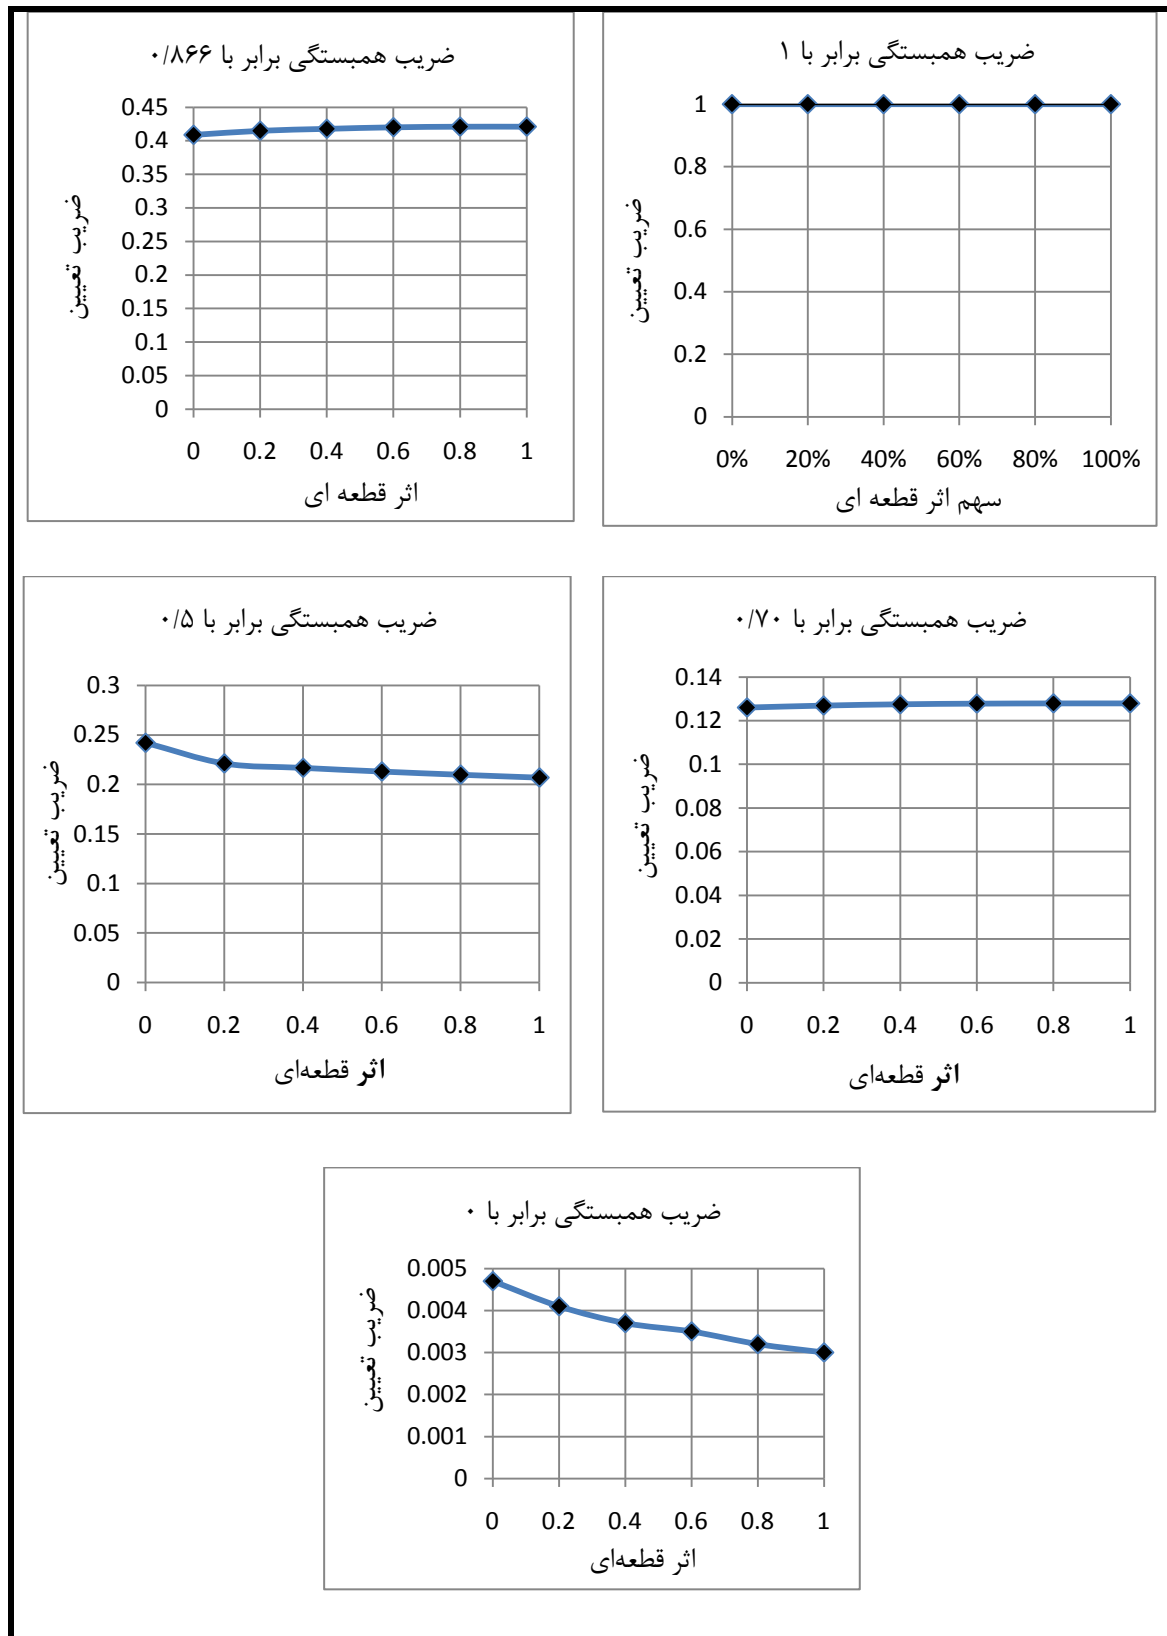 ضریب همبستگی برابر با ۱
ضریب تعیین
1
0.8
0.6
0.4
0.2
0
0% 20% 40% 60% 80% 100%
سهم اثر قطعه ای
ضریب همبستگی برابر با ۰/۸۶۶
ضریب تعیین
0.45
0.4
0.35
0.3
0.25
0.2
0.15
0.1
0.05
0
0 0.2 0.4 0.6 0.8 1
اثر قطعه ای
ضریب همبستگی برابر با ۰/۷۰
ضریب تعیین
0.14
0.12
0.1
0.08
0.06
0.04
0.02
0
0 0.2 0.4 0.6 0.8 1
اثر قطعه‌ای
ضریب همبستگی برابر با ۰/۵
ضریب تعیین
0.3
0.25
0.2
0.15
0.1
0.05
0
0 0.2 0.4 0.6 0.8 1
اثر قطعه‌ای
ضریب همبستگی برابر با ۰
ضریب تعیین
0.005
0.004
0.003
0.002
0.001
0
0 0.2 0.4 0.6 0.8 1
اثر قطعه‌ای